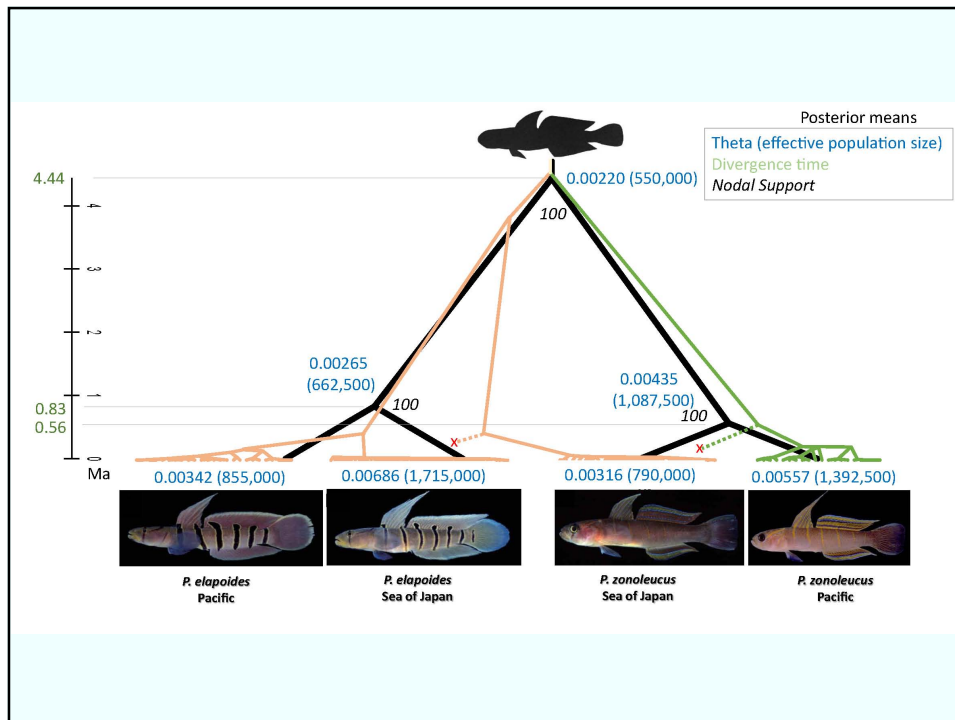 Posterior means
Theta (effective population size)
Divergence time
Nodal Support
4.44
0.00220 (550,000)
100
4
3
2
1
0
0.00265
(662,500)
100
0.00435
(1,087,500)
100
0.83
0.56
x
x
Ma
0.00342 (855,000)
0.00686 (1,715,000)
0.00316 (790,000)
0.00557 (1,392,500)
P. elapoides
Pacific
P. elapoides
Sea of Japan
P. zonoleucus
Sea of Japan
P. zonoleucus
Pacific